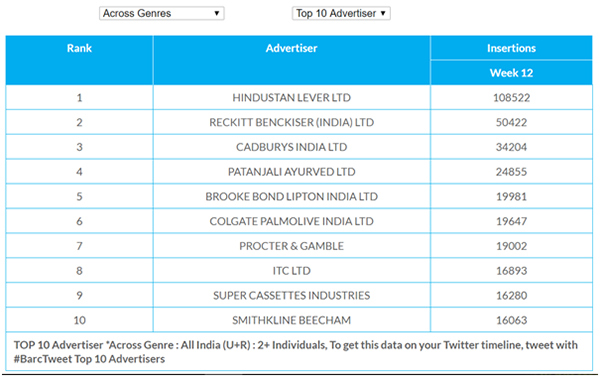 Across Genres Top 10 Advertiser
Rank Advertiser Insertions
Week 12
1 HINDUSTAN LEVER LTD 108522
2 RECKITT BENCKISER (INDIA) LTD 50422
3 CADBURYS INDIA LTD 34204
4 PATANJALI AYURVED LTD 24855
5 BROOKE BOND LIPTON INDIA LTD 19981
6 COLGATE PALMOLIVE INDIA LTD 19647
7 PROCTER & GAMBLE 19002
8 ITC LTD 16893
9 SUPER CASSETTES INDUSTRIES 16280
10 SMITHKLINE BEECHAM 16063
TOP 10 Advertiser *Across Genre : All India (U+R) : 2+ Individuals, To get this data on your Twitter timeline, tweet with
#BarcTweet Top 10 Advertisers